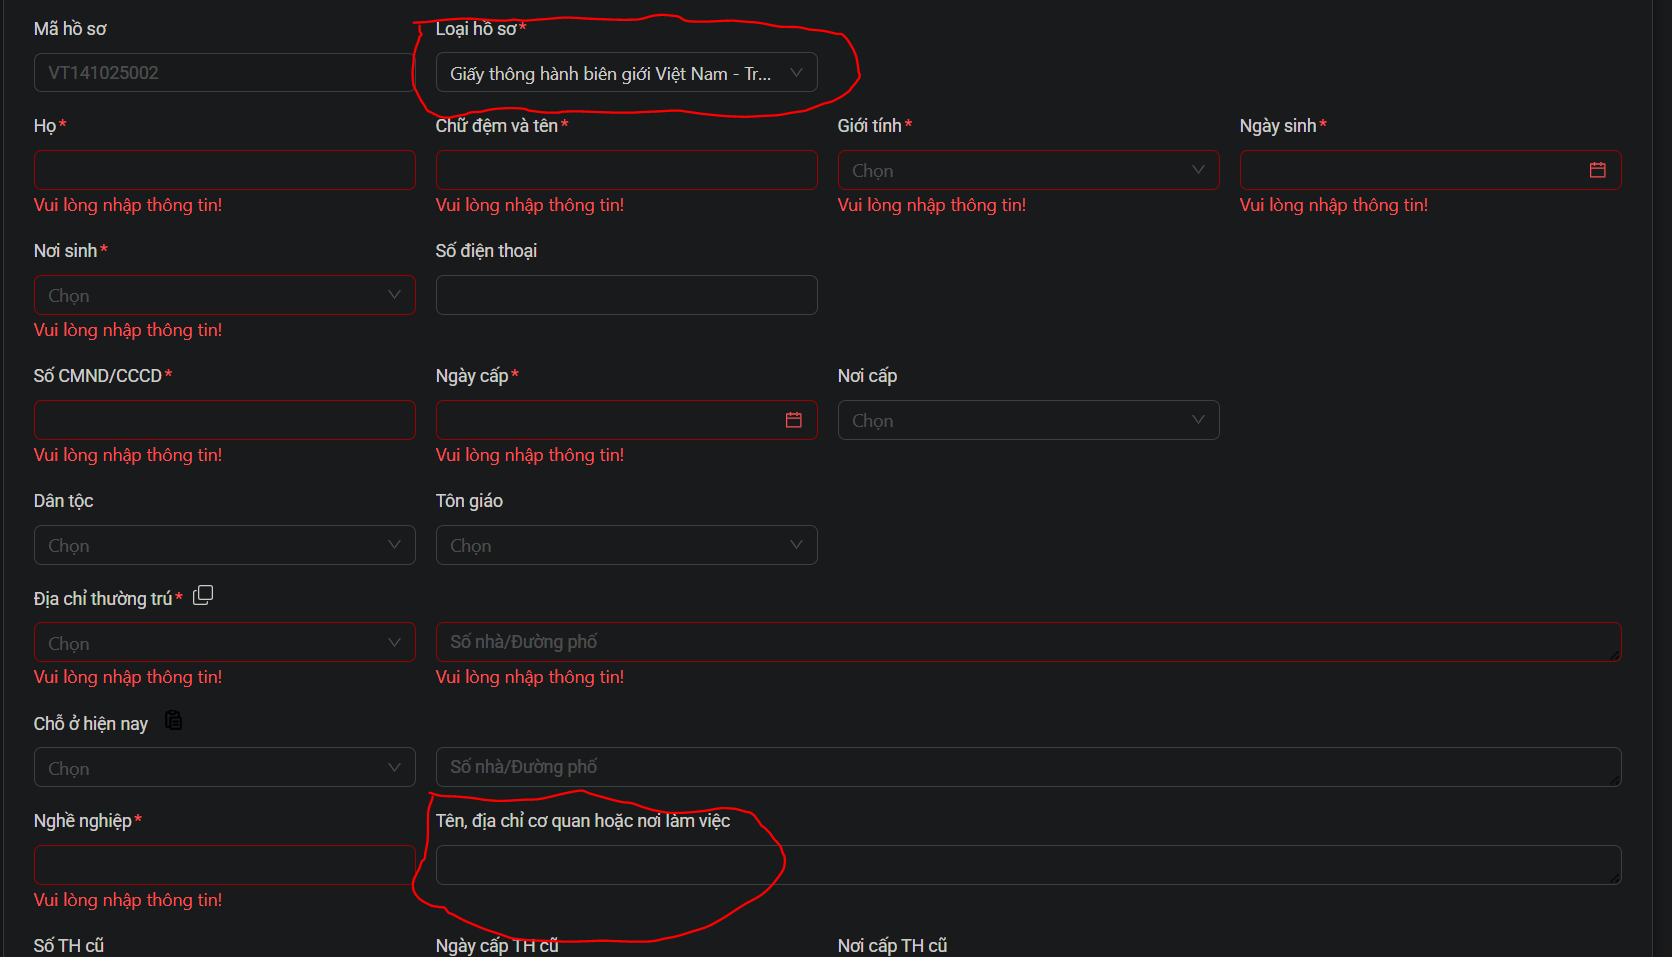 Mã hồ sơ
Loại hồ sơ*
VT141025002
Giấy thông hành biên giới Việt Nam - Tr...
Họ*
Chữ đệm và tên*
Giới tính*
Ngày sinh*
Chọn
Vui lòng nhập thông tin!
Vui lòng nhập thông tin!
Vui lòng nhập thông tin!
Vui lòng nhập thông tin!
Nơi sinh*
Số điện thoại
Chọn
Vui lòng nhập thông tin!
Số CMND/CCCD*
Ngày cấp*
Nơi cấp
Chọn
Vui lòng nhập thông tin!
Vui lòng nhập thông tin!
Dân tộc
Tôn giáo
Chọn
Chọn
Địa chỉ thường trú*
Chọn
Số nhà/Đường phố
Vui lòng nhập thông tin!
Vui lòng nhập thông tin!
Chỗ ở hiện nay
Chọn
Số nhà/Đường phố
Nghề nghiệp*
Tên, địa chỉ cơ quan hoặc nơi làm việc
Vui lòng nhập thông tin!
Số TH cũ
Ngày cấp TH cũ
Nơi cấp TH cũ